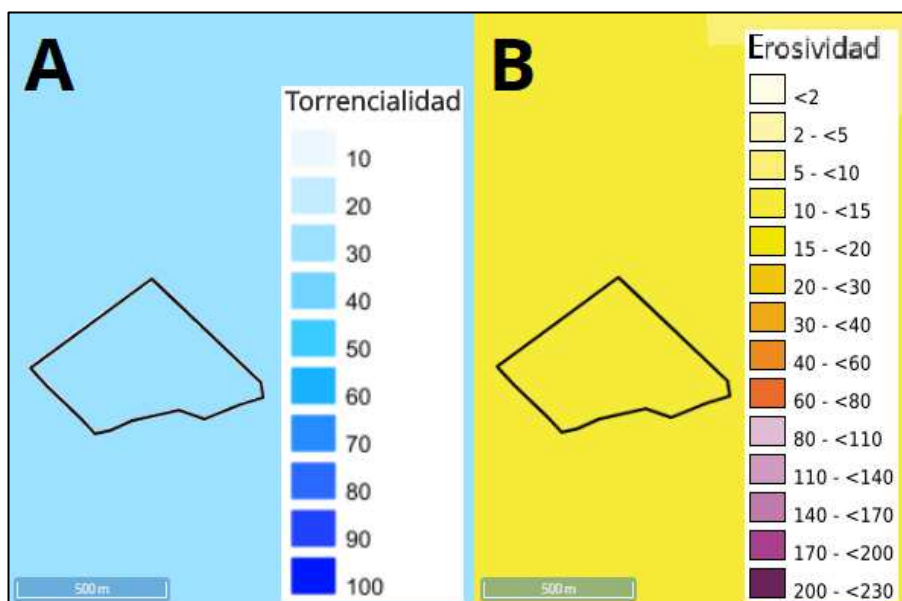 A
Torrencialidad
10
20
30
40
50
60
70
80
90
100
500 m
B
Erosividad
<2
2 - <5
5 - <10
10 - <15
15 - <20
20 - <30
30 - <40
40 - <60
60 - <80
80 - <110
110 - <140
140 - <170
170 - <200
200 - <230
500 m